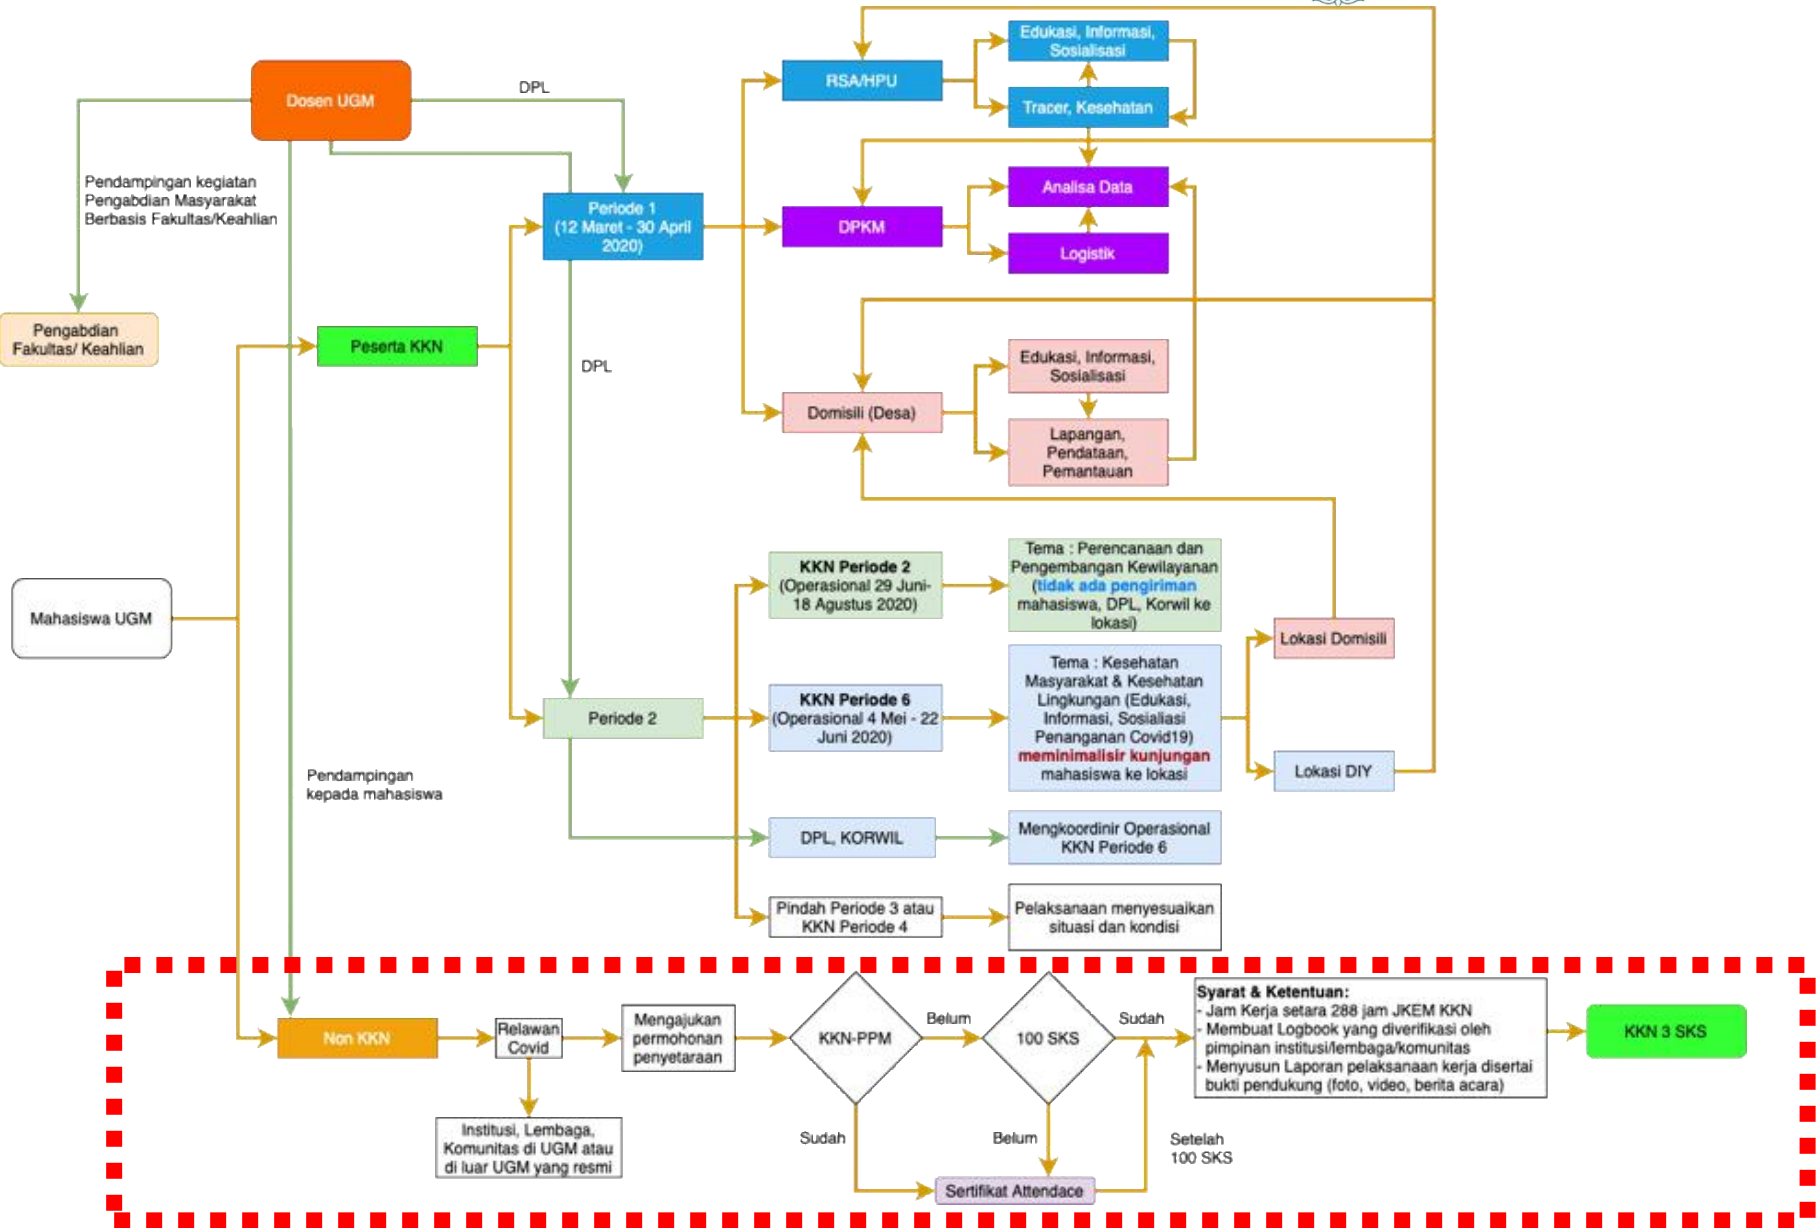 Dosen UGM
DPL
Pendampingan kegiatan
Pengabdian Masyarakat
Berbasis Fakultas/Keahlian
Pengabdian
Fakultas/ Keahlian
Peserta KKN
Mahasiswa UGM
Periode 1
(12 Maret - 30 April
2020)
DPL
RSA/HPU
Edukasi, Informasi,
Sosialisasi
Tracer, Kesehatan
DPKM
Analisa Data
Logistik
Domisili (Desa)
Edukasi, Informasi,
Sosialisasi
Lapangan,
Pendataan,
Pemantauan
Periode 2
KKN Periode 2
(Operasional 29 Juni-
18 Agustus 2020)
Tema : Perencanaan dan
Pengembangan Kewilayanan
(tidak ada pengiriman
mahasiswa, DPL, Korwil ke
lokasi)
KKN Periode 6
(Operasional 4 Mei - 22
Juni 2020)
Tema : Kesehatan
Masyarakat & Kesehatan
Lingkungan (Edukasi,
Informasi, Sosialiasi
Penanganan Covid19)
meminimalisir kunjungan
mahasiswa ke lokasi
Lokasi Domisili
Lokasi DIY
DPL, KORWIL
Mengkoordinir Operasional
KKN Periode 6
Pindah Periode 3 atau
KKN Periode 4
Pelaksanaan menyesuaikan
situasi dan kondisi
Pendampingan
kepada mahasiswa
Non KKN
Relawan
Covid
Institusi, Lembaga,
Komunitas di UGM atau
di luar UGM yang resmi
Mengajukan
permohonan
penyetaraan
KKN-PPM
Belum
Sudah
100 SKS
Sudah
Belum
Sertifikat Attendace
Setelah
100 SKS
Syarat & Ketentuan:
- Jam Kerja setara 288 jam JKEM KKN
- Membuat Logbook yang diverifikasi oleh
pimpinan institusi/lembaga/komunitas
- Menyusun Laporan pelaksanaan kerja disertai
bukti pendukung (foto, video, berita acara)
KKN 3 SKS